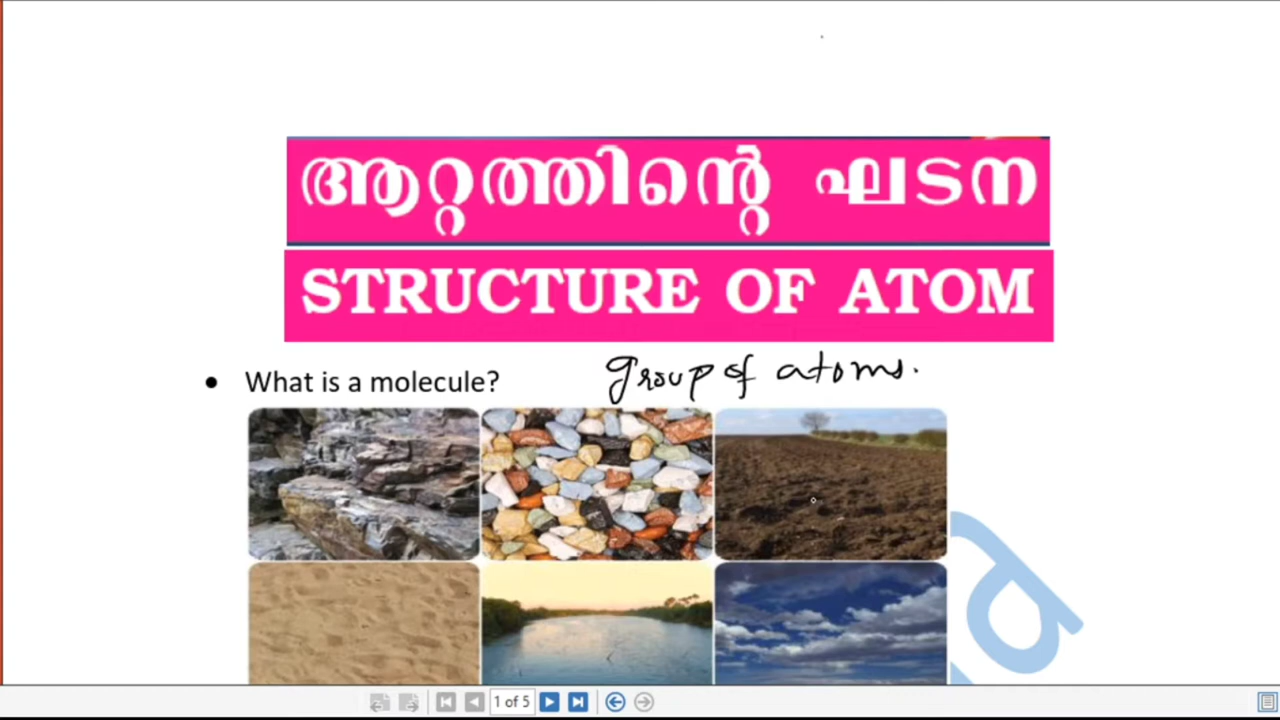 ആറ്റത്തിന്റെ ഘടന
STRUCTURE OF ATOM
• What is a molecule? group of atoms.
1 of 5